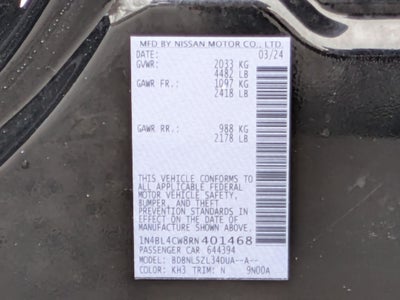 MFD BY NISSAN MOTOR CO., LTD.
DATE: 03/24
GVWR: 2033 KG
4482 LB
GAWR FR.: 1097 KG
2418 LB
GAWR RR.: 988 KG
2178 LB
THIS VEHICLE CONFORMS TO
ALL APPLICABLE FEDERAL
MOTOR VEHICLE SAFETY,
BUMPER, AND THEFT
PREVENTION STANDARDS IN
EFFECT ON THE DATE OF
MANUFACTURE SHOWN ABOVE.
1N4BL4CW8RN401468
PASSENGER CAR 644394
MODEL: BDBNLSZL34DUA--A--
COLOR: KH3 TRIM: N 9N00A